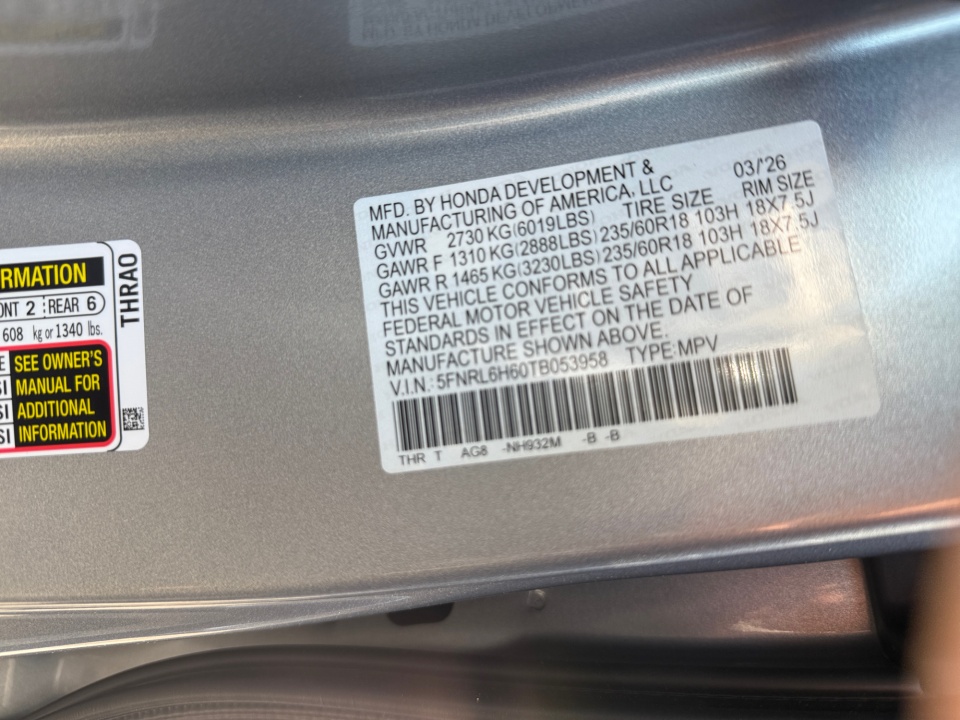 RMATION
ONT 2 REAR 6
608 kg or 1340 lbs.
E SEE OWNER'S
SI MANUAL FOR
SI ADDITIONAL
SI INFORMATION
THRA0
MFD. BY HONDA DEVELOPMENT &
MANUFACTURING OF AMERICA, LLC 03/'26
GVWR 2730 KG(6019LBS) TIRE SIZE RIM SIZE
GAWR F 1310 KG(2888LBS) 235/60R18 103H 18X7.5J
GAWR R 1465 KG(3230LBS) 235/60R18 103H 18X7.5J
THIS VEHICLE CONFORMS TO ALL APPLICABLE
FEDERAL MOTOR VEHICLE SAFETY
STANDARDS IN EFFECT ON THE DATE OF
MANUFACTURE SHOWN ABOVE.
V.I.N.: 5FNRL6H60TB053958 TYPE: MPV
THR T AG8 -NH932M -B -B